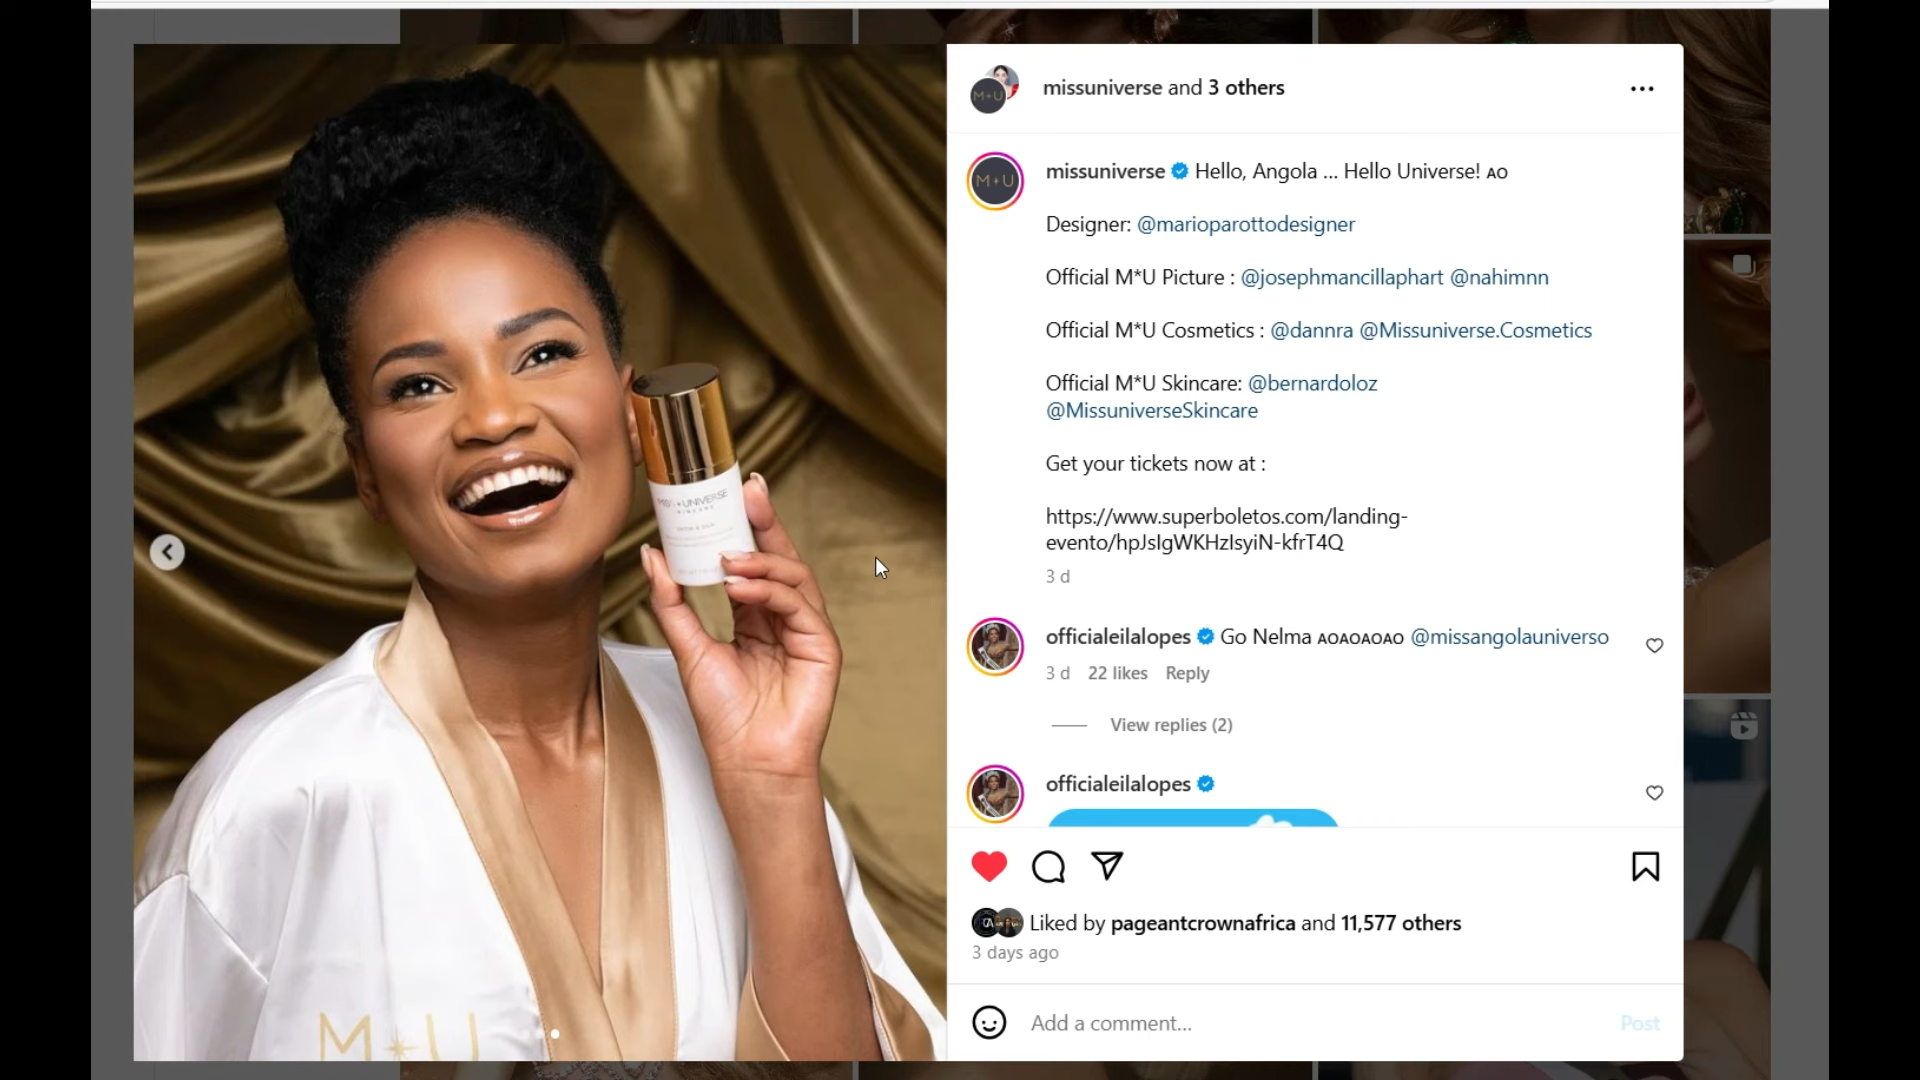 missuniverse and 3 others
M+U
missuniverse Hello, Angola ... Hello Universe! AO
Designer: @marioparottodesigner
Official M*U Picture : @josephmancillaphart @nahimnn
Official M*U Cosmetics : @dannra @Missuniverse.Cosmetics
Official M*U Skincare: @bernardoloz
@MissuniverseSkincare
Get your tickets now at :
https://www.superboletos.com/landing-
evento/hpJsIgWKHzIsyiN-kfrT4Q
3 d
officialeilalopes Go Nelma AOAOAOAO @missangolauniverso
3 d 22 likes Reply
View replies (2)
officialeilalopes
Liked by pageantcrownafrica and 11,577 others
3 days ago
Add a comment...
Post
MISS+UNIVERSE
SKINCARE
M+U